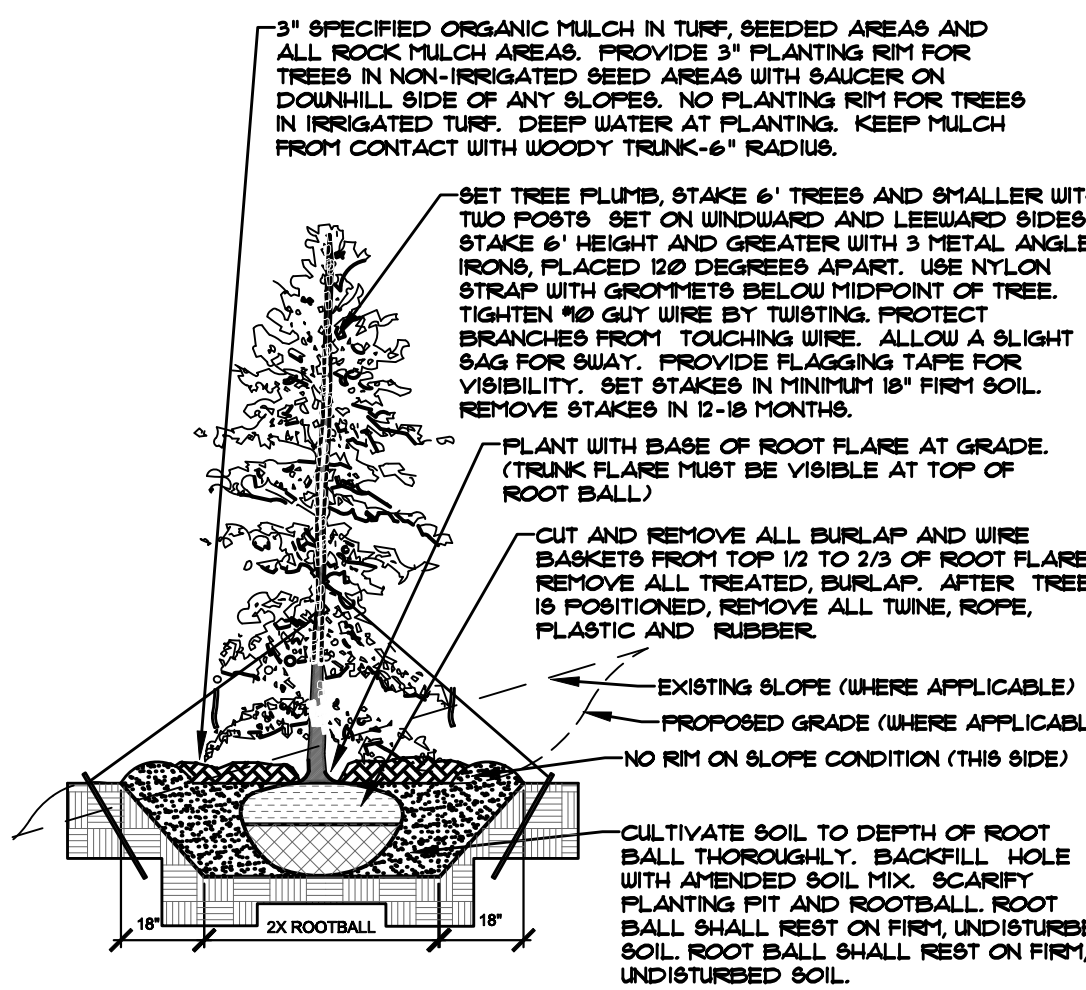 3" SPECIFIED ORGANIC MULCH IN TURF, SEEDED AREAS AND
ALL ROCK MULCH AREAS. PROVIDE 3" PLANTING RIM FOR
TREES IN NON-IRRIGATED SEED AREAS WITH SAUCER ON
DOWNHILL SIDE OF ANY SLOPES. NO PLANTING RIM FOR TREES
IN IRRIGATED TURF. DEEP WATER AT PLANTING. KEEP MULCH
FROM CONTACT WITH WOODY TRUNK-6" RADIUS.
SET TREE PLUMB, STAKE 6' TREES AND SMALLER WIT
TWO POSTS SET ON WINDWARD AND LEEWARD SIDES
STAKE 6' HEIGHT AND GREATER WITH 3 METAL ANGLE
IRONS, PLACED 120 DEGREES APART. USE NYLON
STRAP WITH GROMMETS BELOW MIDPOINT OF TREE.
TIGHTEN #10 GUY WIRE BY TWISTING. PROTECT
BRANCHES FROM TOUCHING WIRE. ALLOW A SLIGHT
SAG FOR SWAY. PROVIDE FLAGGING TAPE FOR
VISIBILITY. SET STAKES IN MINIMUM 18" FIRM SOIL.
REMOVE STAKES IN 12-18 MONTHS.
PLANT WITH BASE OF ROOT FLARE AT GRADE.
(TRUNK FLARE MUST BE VISIBLE AT TOP OF
ROOT BALL)
CUT AND REMOVE ALL BURLAP AND WIRE
BASKETS FROM TOP 1/2 TO 2/3 OF ROOT FLARE
REMOVE ALL TREATED, BURLAP. AFTER TREE
IS POSITIONED, REMOVE ALL TWINE, ROPE,
PLASTIC AND RUBBER.
EXISTING SLOPE (WHERE APPLICABLE)
PROPOSED GRADE (WHERE APPLICABL
NO RIM ON SLOPE CONDITION (THIS SIDE)
CULTIVATE SOIL TO DEPTH OF ROOT
BALL THOROUGHLY. BACKFILL HOLE
WITH AMENDED SOIL MIX. SCARIFY
PLANTING PIT AND ROOTBALL. ROOT
BALL SHALL REST ON FIRM, UNDISTURBE
SOIL. ROOT BALL SHALL REST ON FIRM,
UNDISTURBED SOIL.
18" 2X ROOTBALL 18"